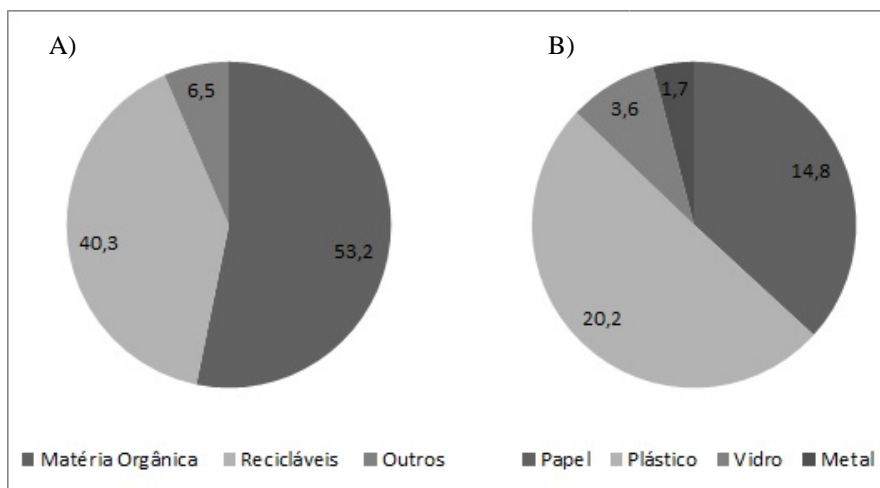 A)
6,5
40,3
53,2
Matéria Orgânica Recicláveis Outros
B)
1,7
3,6
14,8
20,2
Papel Plástico Vidro Metal